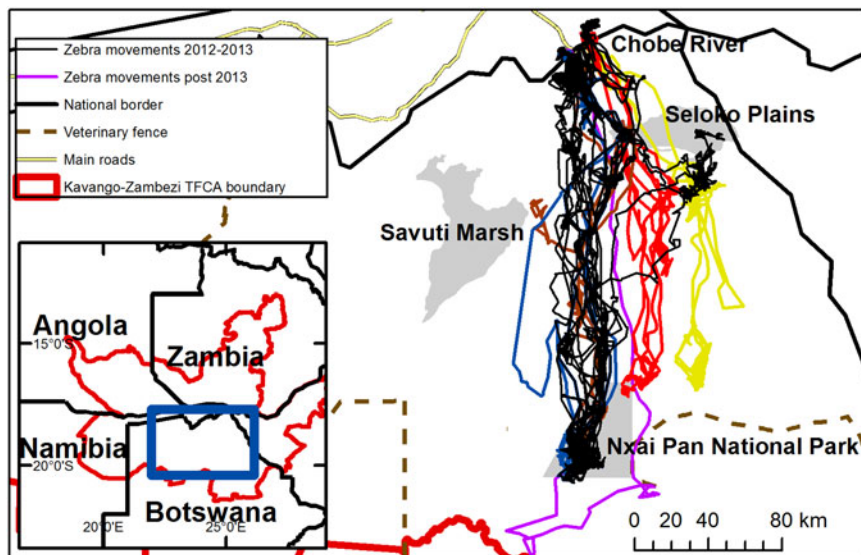 Zebra movements 2012-2013
Zebra movements post 2013
National border
Veterinary fence
Main roads
Kavango-Zambezi TFCA boundary
Chobe River
Seloko Plains
Savuti Marsh
Nxai Pan National Park
Angola
Zambia
Namibia
Botswana
15°0'S
20°0'S
20°0'E
25°0'E
0 20 40 80 km